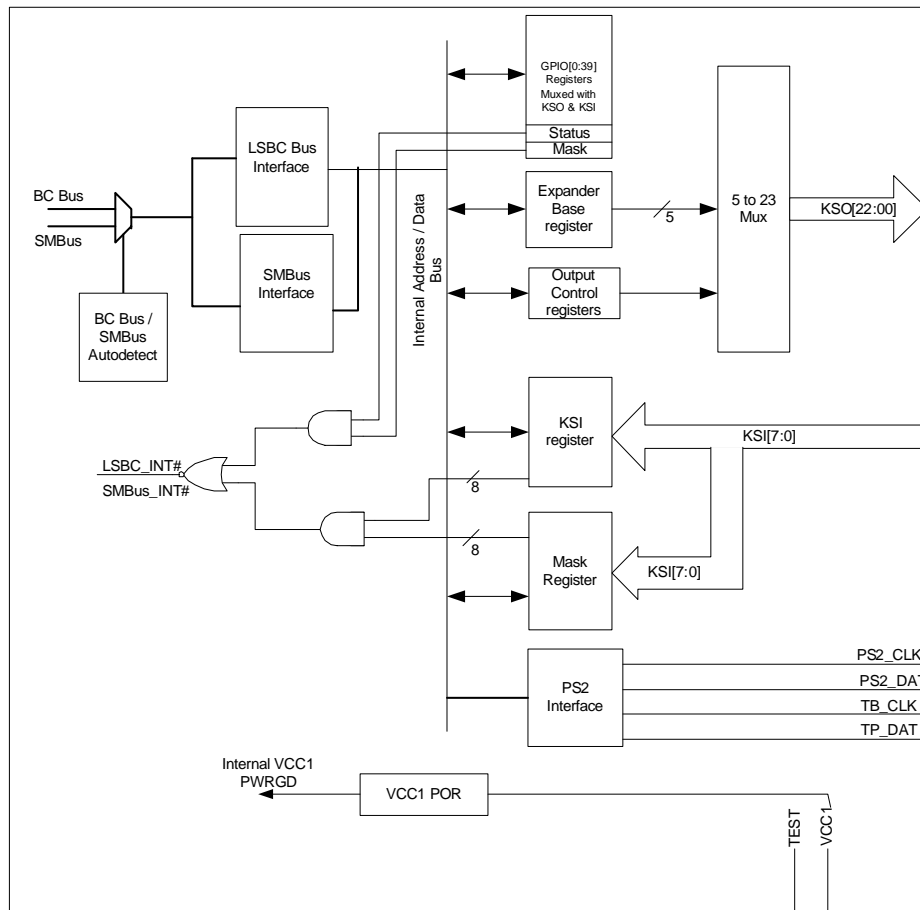 GPIO[0:39]
Registers
Muxed with
KSO & KSI
Status
Mask
LSBC Bus
Interface
BC Bus
SMBus
SMBus
Interface
BC Bus /
SMBus
Autodetect
Internal Address / Data
Bus
Expander
Base
register
5
5 to 23
Mux
KSO[22:00]
Output
Control
registers
KSI
register
KSI[7:0]
LSBC_INT#
SMBus_INT#
8
8
Mask
Register
KSI[7:0]
PS2
Interface
PS2_CLK
PS2_DAT
TB_CLK
TP_DAT
Internal VCC1
PWRGD
VCC1 POR
TEST
VCC1